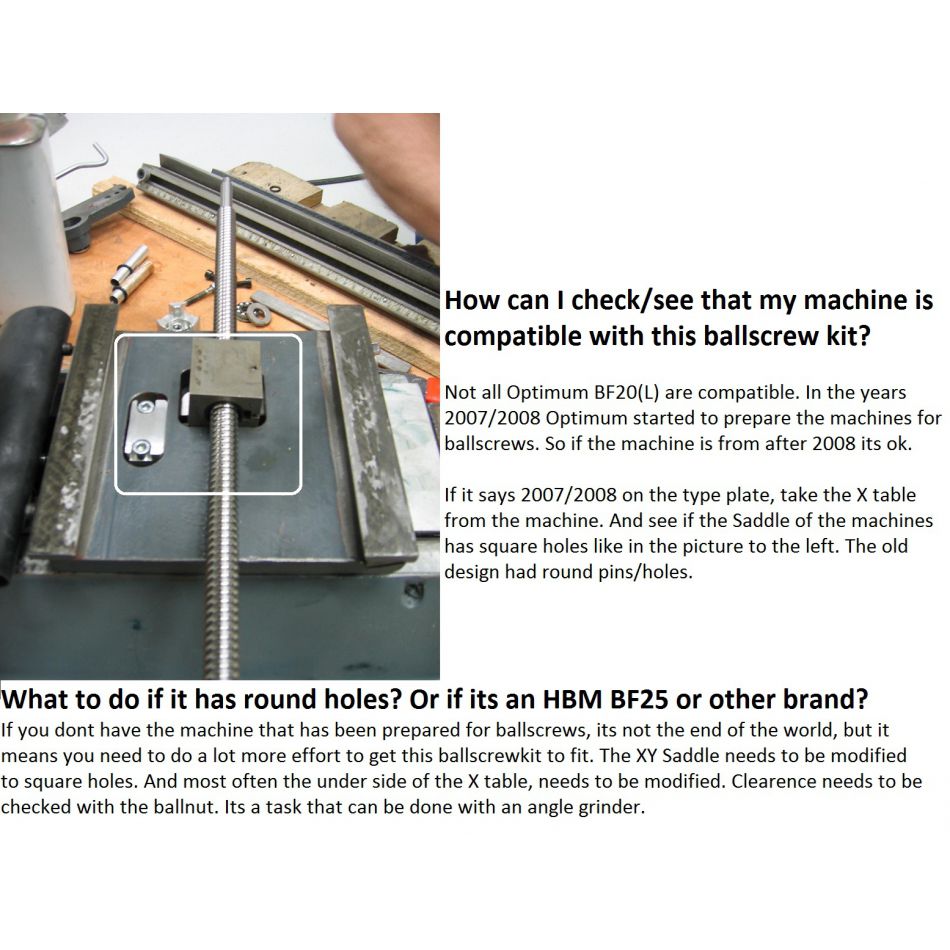 How can I check/see that my machine is
compatible with this ballscrew kit?
Not all Optimum BF20(L) are compatible. In the years
2007/2008 Optimum started to prepare the machines for
ballscrews. So if the machine is from after 2008 its ok.
If it says 2007/2008 on the type plate, take the X table
from the machine. And see if the Saddle of the machines
has square holes like in the picture to the left. The old
design had round pins/holes.
What to do if it has round holes? Or if its an HBM BF25 or other brand?
If you dont have the machine that has been prepared for ballscrews, its not the end of the world, but it
means you need to do a lot more effort to get this ballscrewkit to fit. The XY Saddle needs to be modified
to square holes. And most often the under side of the X table, needs to be modified. Clearence needs to be
checked with the ballnut. Its a task that can be done with an angle grinder.